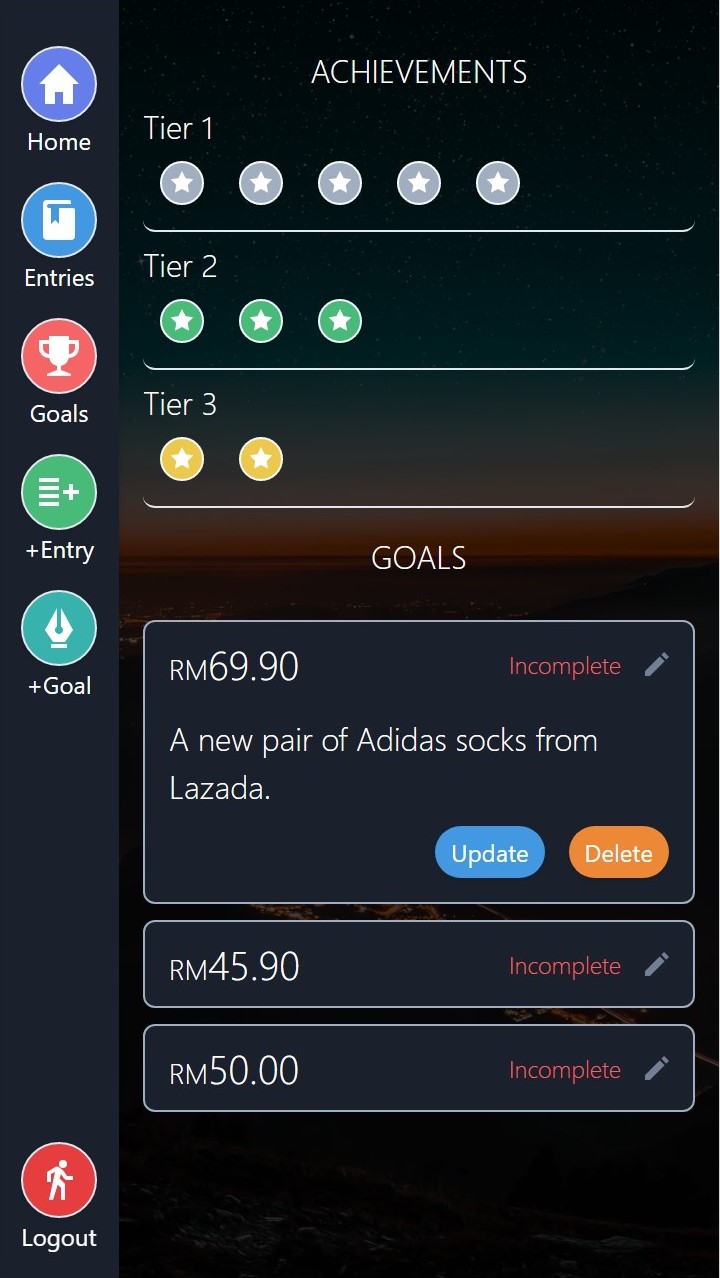 Home
Entries
Goals
+Entry
+Goal
Logout
ACHIEVEMENTS
Tier 1
Tier 2
Tier 3
GOALS
RM69.90 Incomplete
A new pair of Adidas socks from
Lazada.
Update Delete
RM45.90 Incomplete
RM50.00 Incomplete